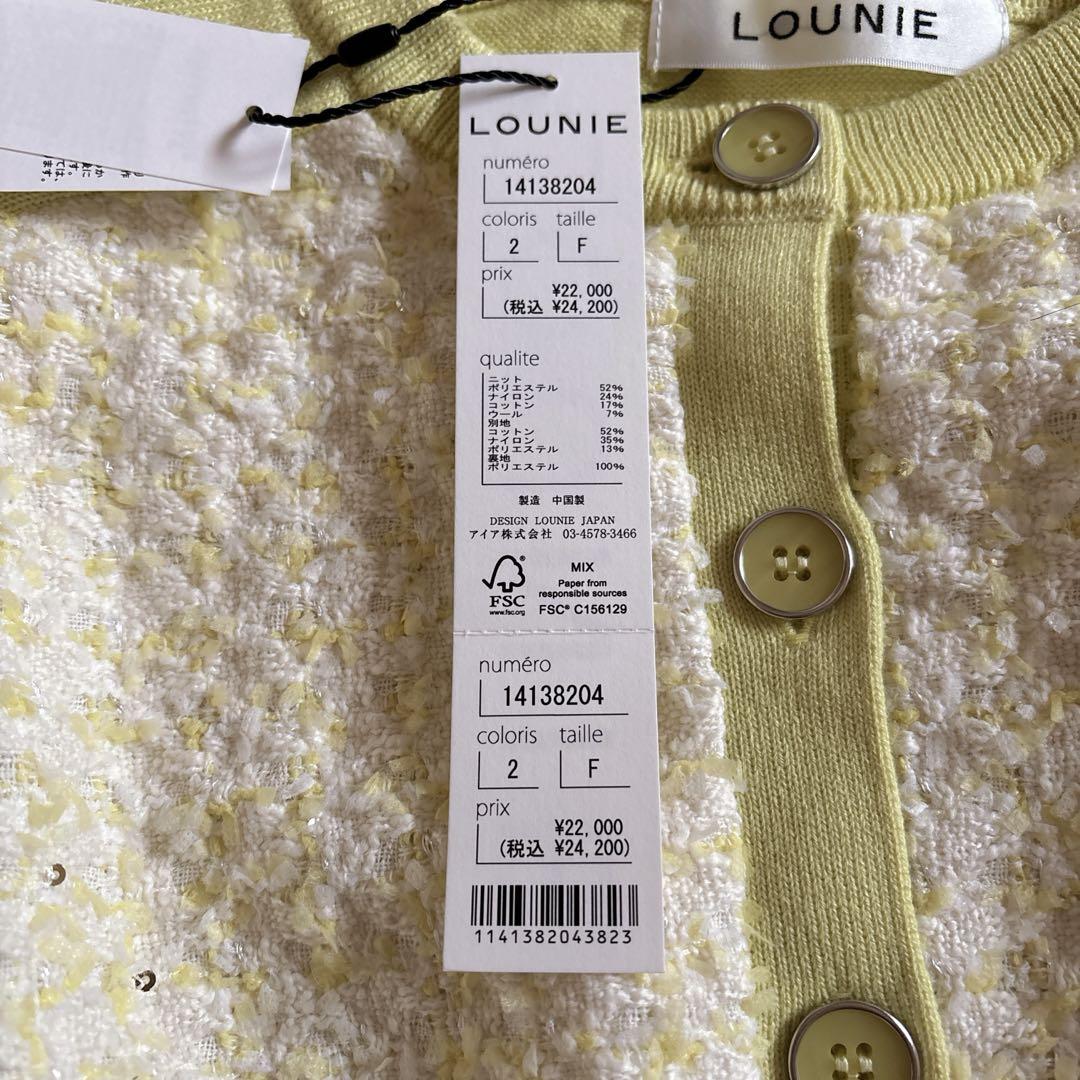 LOUNIE
LOUNIE
numéro
14138204
coloris taille
2 F
prix
¥22,000
(税込 ¥24,200)
qualite
ニット
ポリエステル 52%
ナイロン 24%
コットン 17%
ウール 7%
別地
コットン 52%
ナイロン 35%
ポリエステル 13%
裏地
ポリエステル 100%
製造 中国製
DESIGN LOUNIE JAPAN
アイア株式会社 03-4578-3466
FSC®
www.fsc.org
MIX
Paper from
responsible sources
FSC® C156129
numéro
14138204
coloris taille
2 F
prix
¥22,000
(税込 ¥24,200)
1141382043823